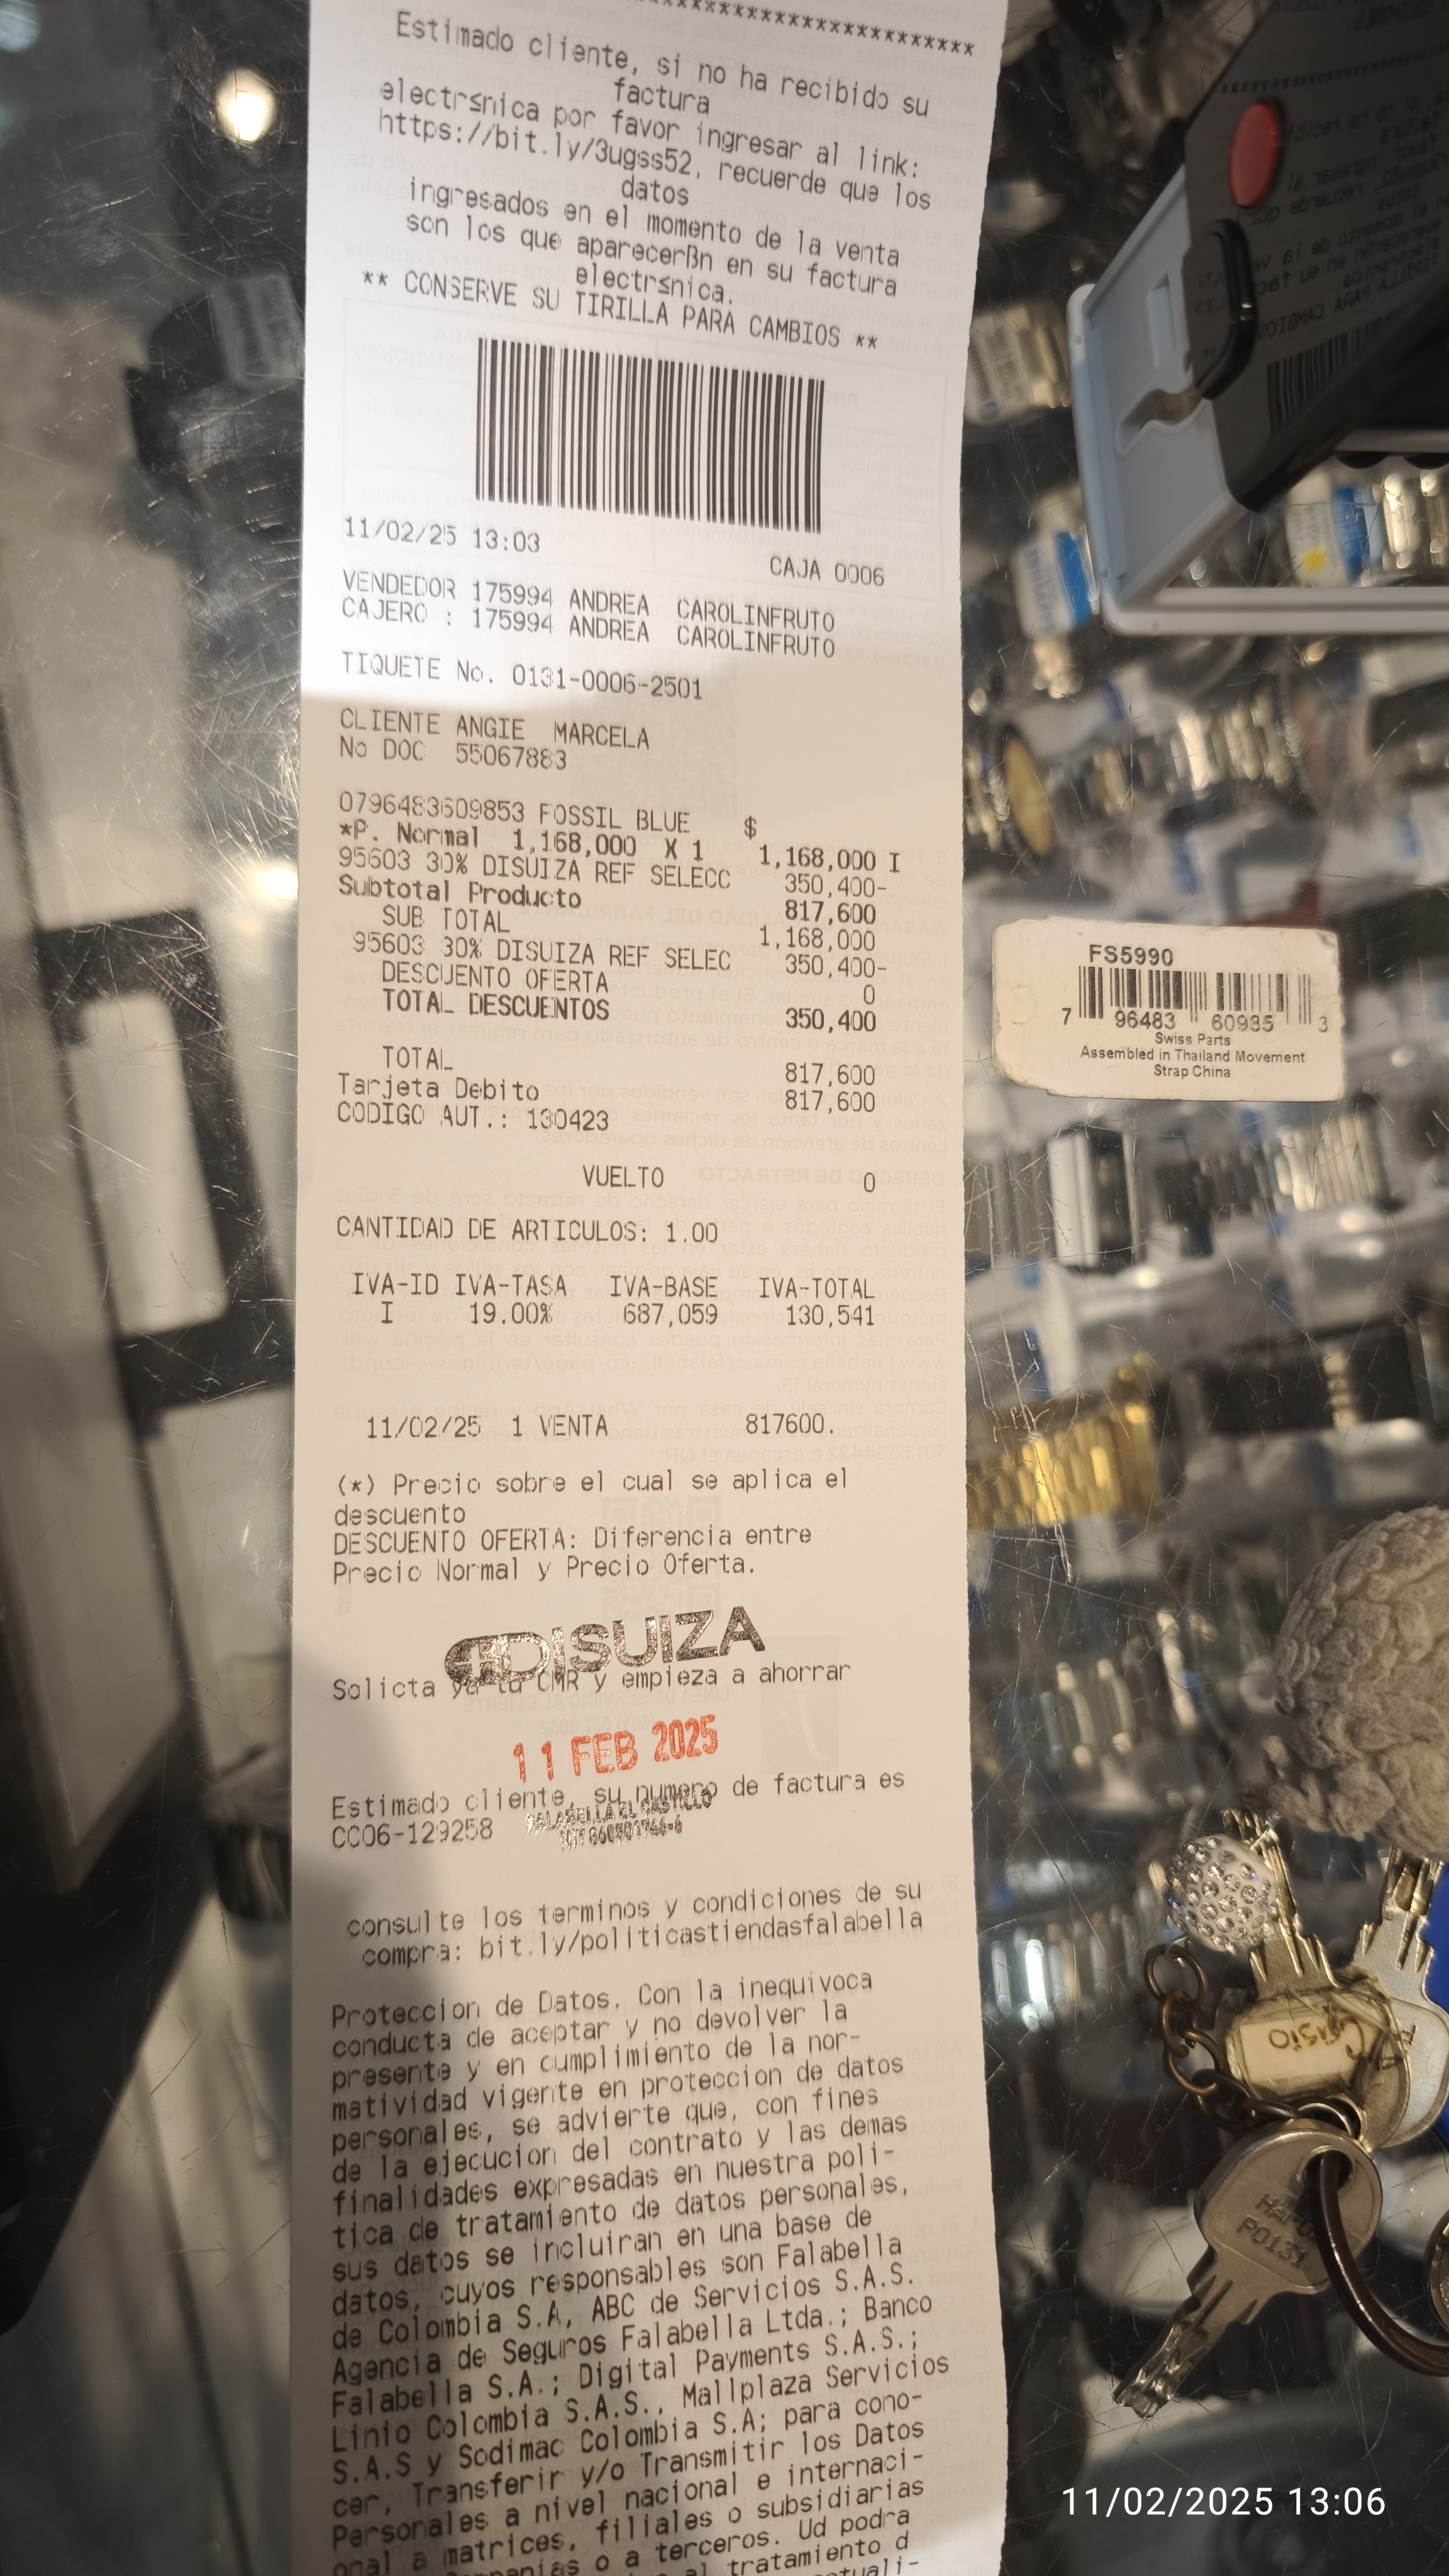 ************************************
Estimado cliente, si no ha recibido su
factura
electr≤nica por favor ingresar al link:
https://bit.ly/3ugss52, recuerde que los
datos
ingresados en el momento de la venta
son los que aparecerßn en su factura
electr≤nica.
** CONSERVE SU TIRILLA PARA CAMBIOS **
11/02/25 13:03
CAJA 0006
VENDEDOR 175994 ANDREA CAROLINFRUTO
CAJERO : 175994 ANDREA CAROLINFRUTO
TIQUETE No. 0131-0006-2501
CLIENTE ANGIE MARCELA
No DOC 55067883
0796483609853 FOSSIL BLUE $
*P. Normal 1,168,000 X 1 1,168,000 I
95603 30% DISUIZA REF SELECC 350,400-
Subtotal Producto 817,600
SUB TOTAL 1,168,000
95603 30% DISUIZA REF SELEC 350,400-
DESCUENTO OFERTA 0
TOTAL DESCUENTOS 350,400
TOTAL 817,600
Tarjeta Debito 817,600
CODIGO AUT.: 130423
VUELTO 0
CANTIDAD DE ARTICULOS: 1.00
IVA-ID IVA-TASA IVA-BASE IVA-TOTAL
I 19.00% 687,059 130,541
11/02/25 1 VENTA 817600.
(*) Precio sobre el cual se aplica el
descuento
DESCUENTO OFERTA: Diferencia entre
Precio Normal y Precio Oferta.
DISUIZA
Solicta ya tu CMR y empieza a ahorrar
11 FEB 2025
Estimado cliente, su numero de factura es
CC06-129258
FALABELLA EL CASTILLO
consulte los terminos y condiciones de su
compra: bit.ly/politicastiendasfalabella
Proteccion de Datos. Con la inequivoca
conducta de aceptar y no devolver la
presente y en cumplimiento de la nor-
matividad vigente en proteccion de datos
personales, se advierte que, con fines
de la ejecucion del contrato y las demas
finalidades expresadas en nuestra poli-
tica de tratamiento de datos personales,
sus datos se incluiran en una base de
datos, cuyos responsables son Falabella
de Colombia S.A, ABC de Servicios S.A.S.
Agencia de Seguros Falabella Ltda.; Banco
Falabella S.A.; Digital Payments S.A.S.;
Linio Colombia S.A.S., Mallplaza Servicios
S.A.S y Sodimac Colombia S.A; para cono-
cer, Transferir y/o Transmitir los Datos
Personales a nivel nacional e internaci-
onal a matrices, filiales o subsidiarias
o a terceros. Ud podra
tratamiento d
FS5990
7 96483 60985 3
Swiss Parts
Assembled in Thailand Movement
Strap China
Casio
HAFO
P0131
11/02/2025 13:06